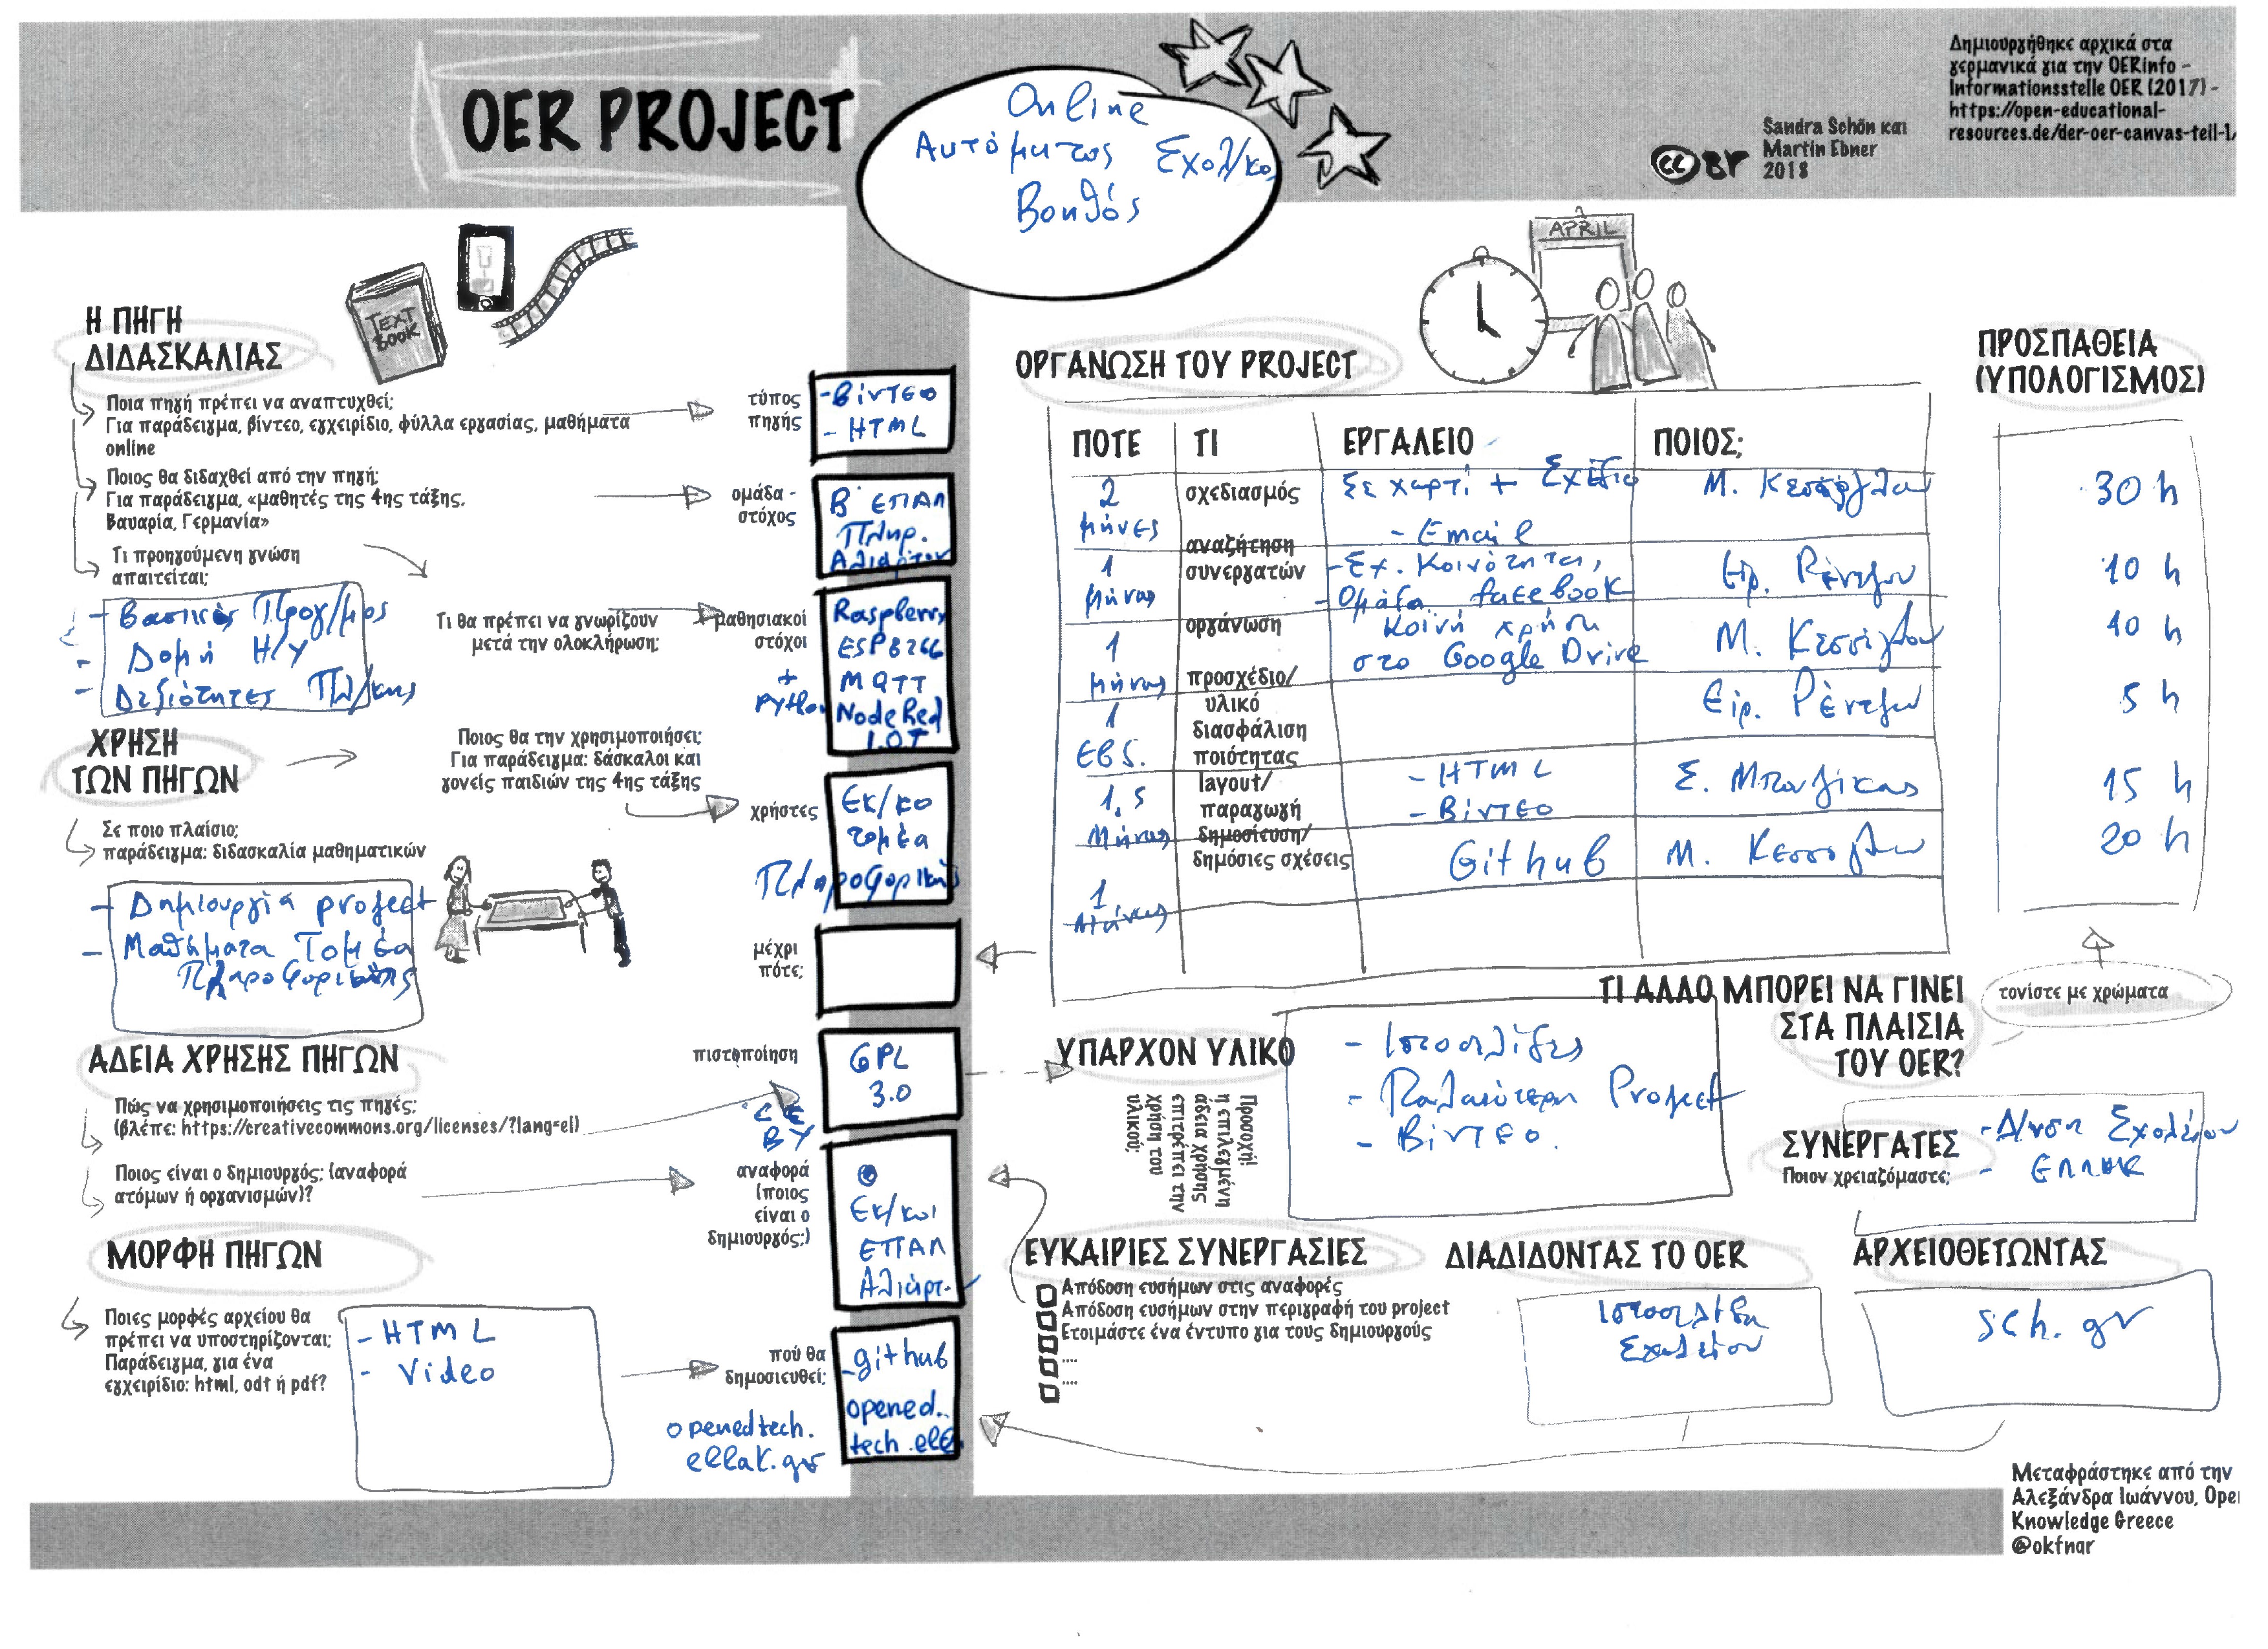 OER PROJECT
Online
Αυτόματος Σχολ/κος
Βοηθός
Sandra Schön και
Martin Ebner
2018
cc BY
Δημιουργήθηκε αρχικά στα
γερμανικά για την OERinfo -
Informationsstelle OER (2017) -
https://open-educational-
resources.de/der-oer-canvas-teil-1/
TEXT
BOOK
Η ΠΗΓΗ
ΔΙΔΑΣΚΑΛΙΑΣ
Ποια πηγή πρέπει να αναπτυχθεί;
Για παράδειγμα, βίντεο, εγχειρίδιο, φύλλα εργασίας, μαθήματα
online
τύπος
πηγής
- Βίντεο
- HTML
Ποιος θα διδαχθεί από την πηγή;
Για παράδειγμα, «μαθητές της 4ης τάξης,
Βαυαρία, Γερμανία»
ομάδα -
στόχος
Β' ΕΠΑΛ
Πληρ.
Αλιάρτου
Τι προηγούμενη γνώση
απαιτείται;
- Βασικές Προγ/μος
- Δομή Η/Υ
- Δεξιότητες Πλ/κης
Τι θα πρέπει να γνωρίζουν
μετά την ολοκλήρωση;
μαθησιακοί
στόχοι
+
Python
Raspberry
ESP8266
MQTT
Node Red
I.O.T
ΧΡΗΣΗ
ΤΩΝ ΠΗΓΩΝ
Ποιος θα την χρησιμοποιήσει;
Για παράδειγμα: δάσκαλοι και
γονείς παιδιών της 4ης τάξης
χρήστες
Εκ/κο
τομέα
Πληροφορικής
Σε ποιο πλαίσιο;
παράδειγμα: διδασκαλία μαθηματικών
- Δημιουργία project
- Μαθήματα Τομέα
Πληροφορικής
μέχρι
πότε;
ΑΔΕΙΑ ΧΡΗΣΗΣ ΠΗΓΩΝ
πιστοποίηση
GPL
3.0
BY
Πώς να χρησιμοποιήσεις τις πηγές;
(βλέπε: https://creativecommons.org/licenses/?lang=el)
Ποιος είναι ο δημιουργός; (αναφορά
ατόμων ή οργανισμών)?
αναφορά
(ποιος
είναι ο
δημιουργός;)
Εκ/κοι
ΕΠΑΛ
Αλιάρτ.
ΜΟΡΦΗ ΠΗΓΩΝ
Ποιες μορφές αρχείου θα
πρέπει να υποστηρίζονται;
Παράδειγμα, για ένα
εγχειρίδιο: html, odt ή pdf?
- HTML
- Video
πού θα
δημοσιευθεί;
openedtech.
ellak.gr
- github
opened..
tech.ell
APRIL
ΟΡΓΑΝΩΣΗ ΤΟΥ PROJECT
ΠΡΟΣΠΑΘΕΙΑ
(ΥΠΟΛΟΓΙΣΜΟΣ)
ΠΟΤΕ ΤΙ ΕΡΓΑΛΕΙΟ ΠΟΙΟΣ;
2 μήνες σχεδιασμός Σε χαρτί + Σχέδιο Μ. Κεσόγλου 30 h
- Email
1 μήνας αναζήτηση συνεργατών - Σχ. Κοινότητα, Ειρ. Ρέντζου 10 h
- Ομάδα facebook
1 μήνας οργάνωση Κοινή χρήση Μ. Κεσσόγλου 10 h
στο Google Drive
1 ΕΒδ. προσχέδιο/ υλικό διασφάλιση ποιότητας Ειρ. Ρέντζου 5 h
1,5 Μήνας layout/ παραγωγή - HTML Σ. Μπουζίκας 15 h
- Βίντεο
1 Μήνας δημοσίευση/ δημόσιες σχέσεις Github Μ. Κεσσόγλου 20 h
τονίστε με χρώματα
ΤΙ ΑΛΛΟ ΜΠΟΡΕΙ ΝΑ ΓΙΝΕΙ
ΣΤΑ ΠΛΑΙΣΙΑ
ΤΟΥ OER?
ΥΠΑΡΧΟΝ ΥΛΙΚΟ
Προσοχή!
η επιλεγμένη
άδεια χρήσης
επιτρέπει την
χρήση του
υλικού;
- Ιστοσελίδες
- Παλαιότερη Project
- Βίντεο.
ΣΥΝΕΡΓΑΤΕΣ
Ποιον χρειαζόμαστε;
- Δ/νση Σχολείου
- ΕΛΛΑΚ
ΕΥΚΑΙΡΙΕΣ ΣΥΝΕΡΓΑΣΙΕΣ
Απόδοση ευσήμων στις αναφορές
Απόδοση ευσήμων στην περιγραφή του project
Ετοιμάστε ένα έντυπο για τους δημιουργούς
....
....
ΔΙΑΔΙΔΟΝΤΑΣ ΤΟ OER
Ιστοσελίδα
Σχολείου
ΑΡΧΕΙΟΘΕΤΩΝΤΑΣ
sch.gr
Μεταφράστηκε από την
Αλεξάνδρα Ιωάννου, Ope
Knowledge Greece
@okfngr